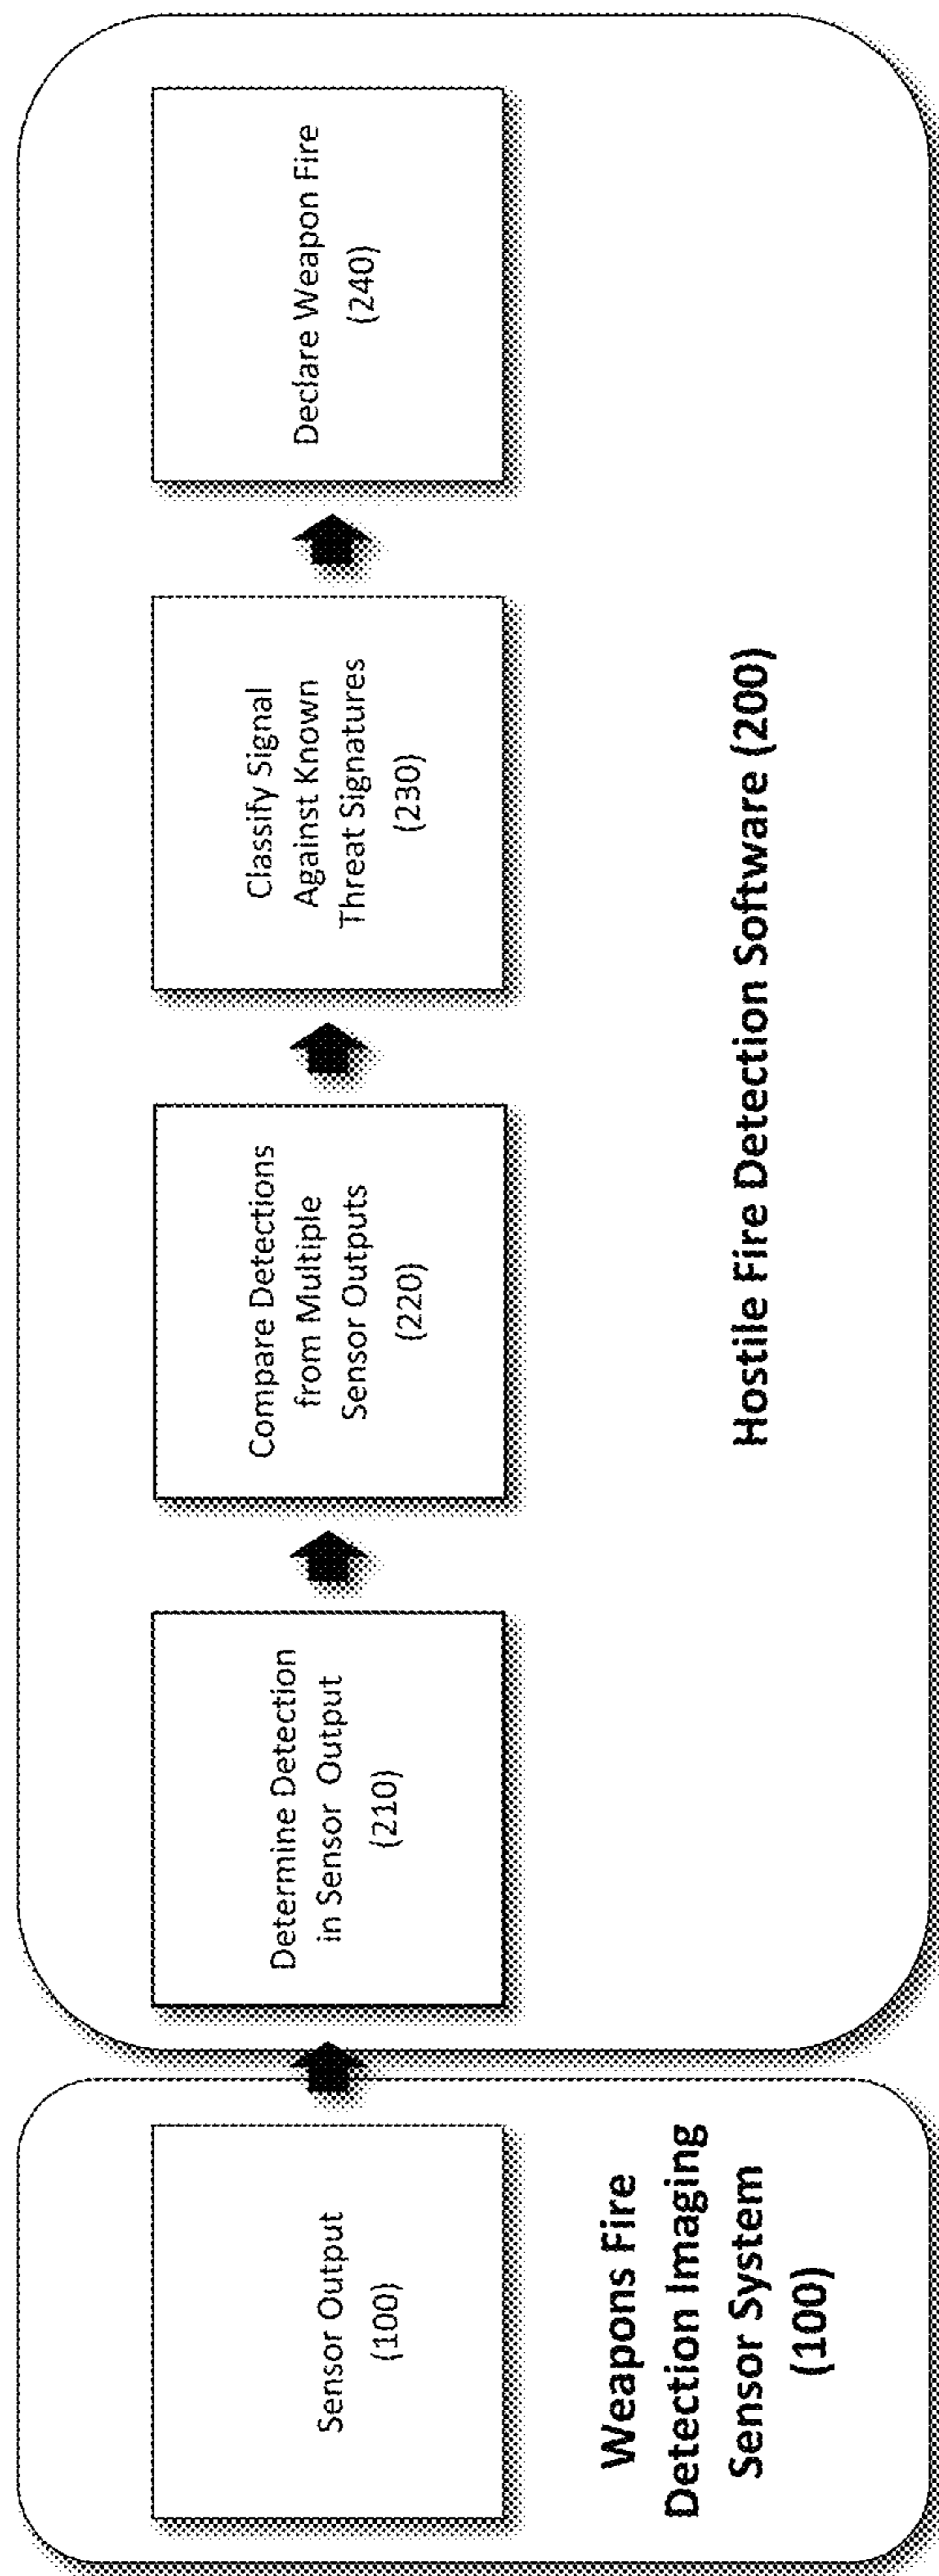 Sensor Output
(100)
Weapons Fire
Detection Imaging
Sensor System
(100)
Determine Detection
in Sensor Output
(210)
Compare Detections
from Multiple
Sensor Outputs
(220)
Classify Signal
Against Known
Threat Signatures
(230)
Declare Weapon Fire
(240)
Hostile Fire Detection Software (200)